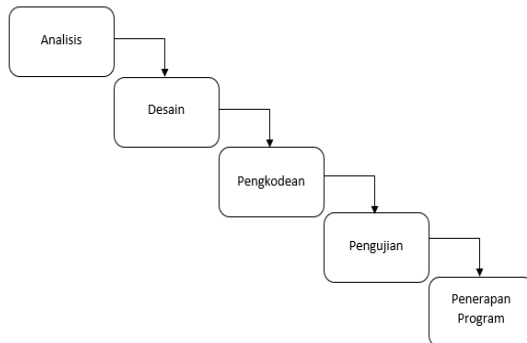 Analisis
Desain
Pengkodean
Pengujian
Penerapan
Program